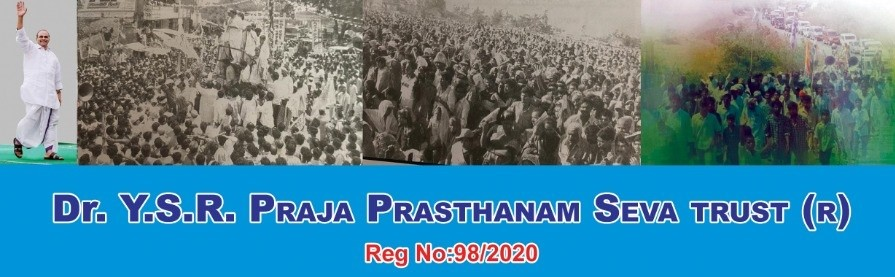 Dr. Y.S.R. PRAJA PRASTHANAM SEVA TRUST (R)
Reg No:98/2020